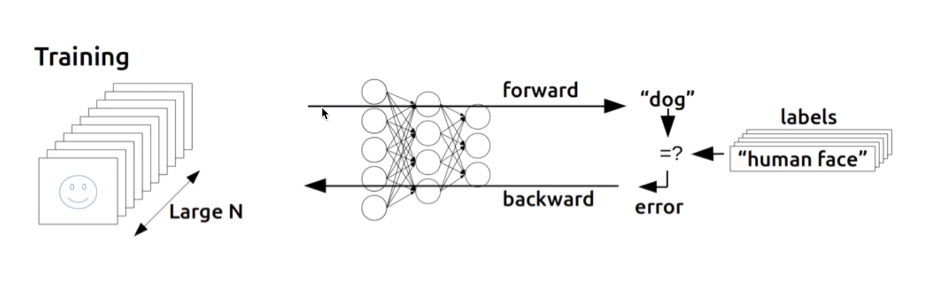 Training
Large N
forward
"dog"
labels
=?
"human face"
backward
error